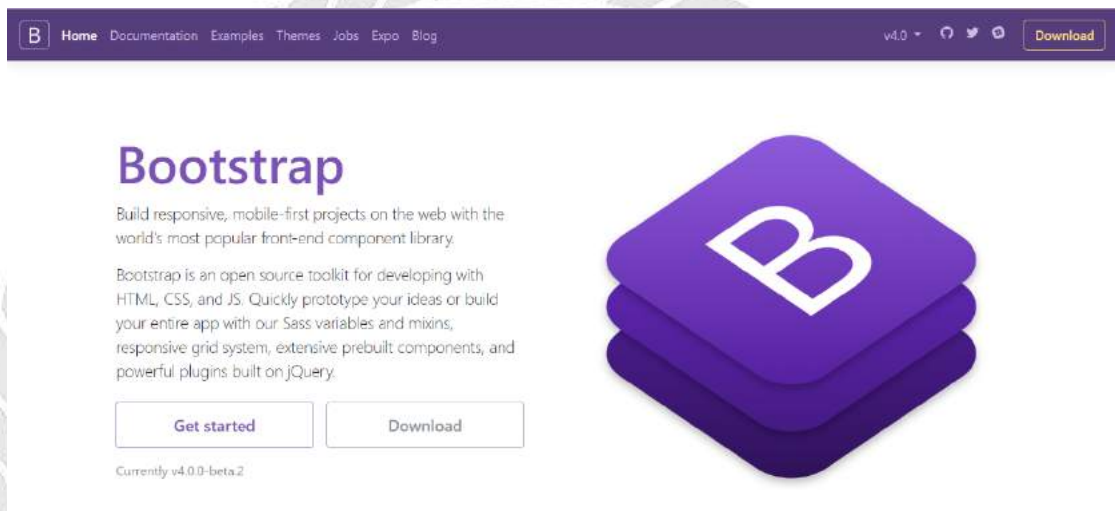 B Home Documentation Examples Themes Jobs Expo Blog v4.0 Download
Bootstrap
Build responsive, mobile-first projects on the web with the
world's most popular front-end component library.
Bootstrap is an open source toolkit for developing with
HTML, CSS, and JS. Quickly prototype your ideas or build
your entire app with our Sass variables and mixins,
responsive grid system, extensive prebuilt components, and
powerful plugins built on jQuery.
Get started Download
Currently v4.0.0-beta.2
B